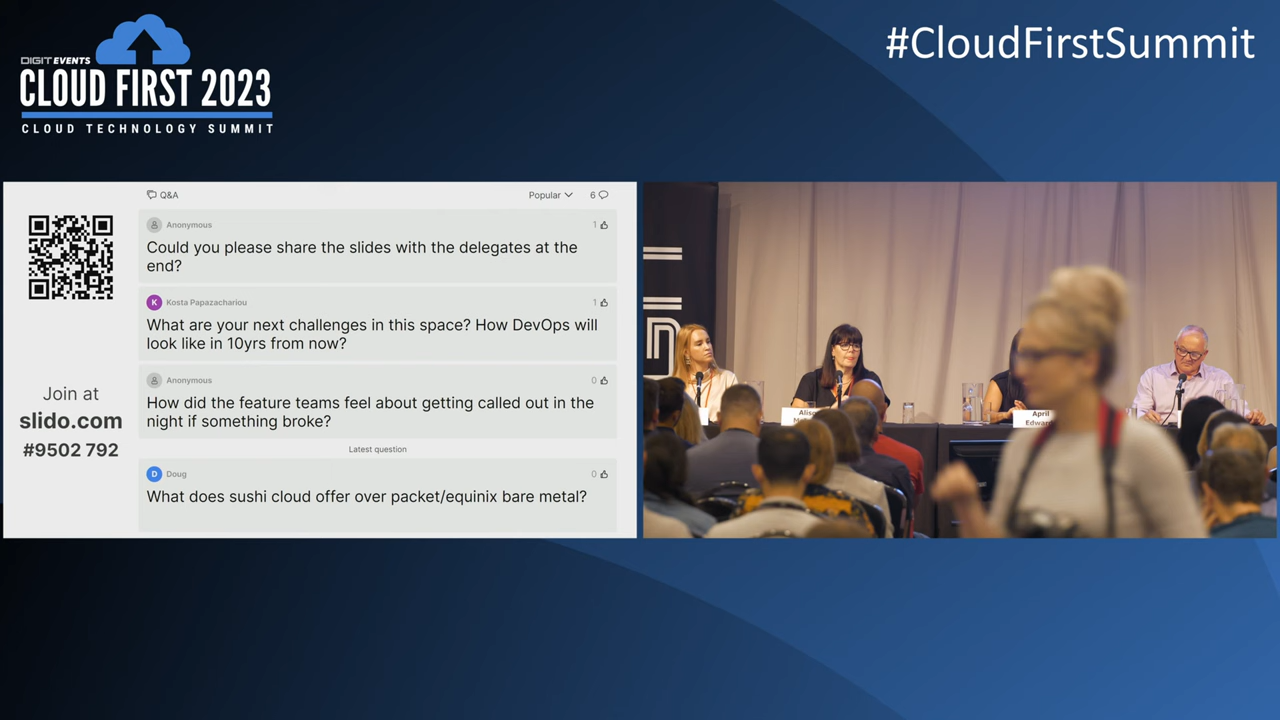 #CloudFirstSummit
DIGIT EVENTS
CLOUD FIRST 2023
CLOUD TECHNOLOGY SUMMIT
Q&A
Popular
6
Anonymous
1
Could you please share the slides with the delegates at the
end?
K
Kosta Papazachariou
1
What are your next challenges in this space? How DevOps will
look like in 10yrs from now?
Anonymous
0
How did the feature teams feel about getting called out in the
night if something broke?
Latest question
D
Doug
0
What does sushi cloud offer over packet/equinix bare metal?
Join at
slido.com
#9502 792
April